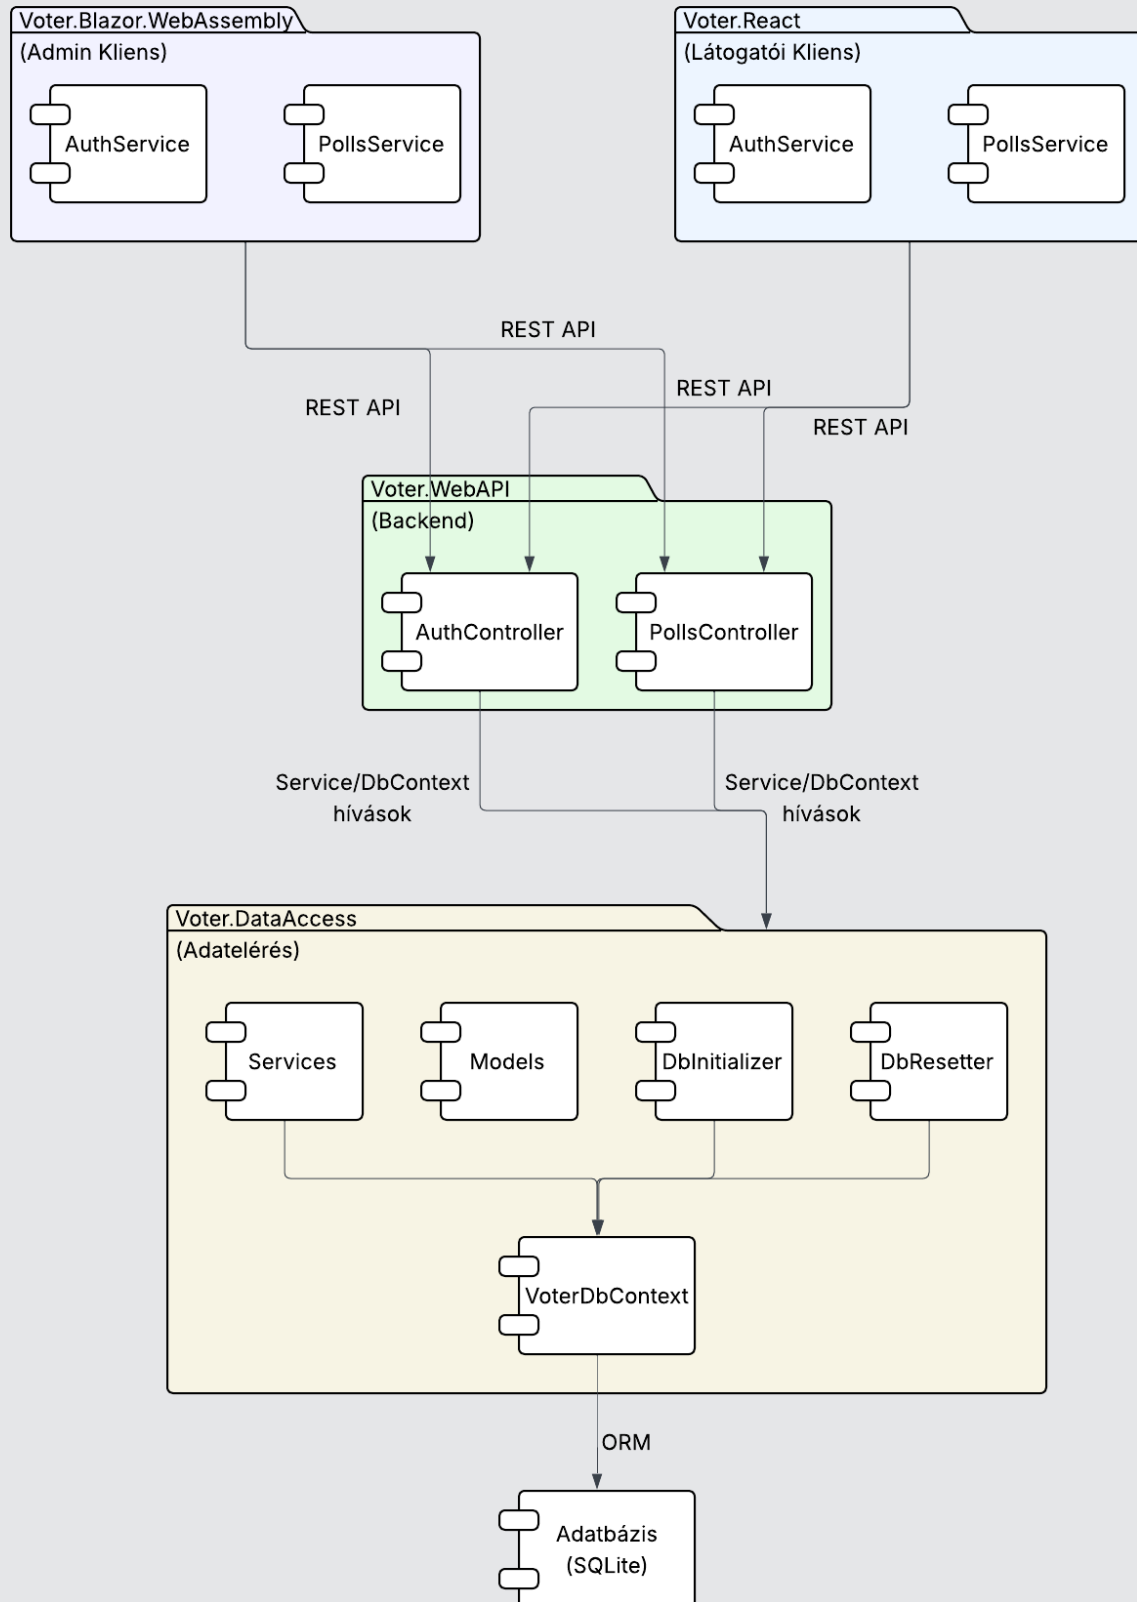 Voter.Blazor.WebAssembly
(Admin Kliens)
AuthService
PollsService
Voter.React
(Látogatói Kliens)
AuthService
PollsService
REST API
REST API
REST API
REST API
Voter.WebAPI
(Backend)
AuthController
PollsController
Service/DbContext
hívások
Service/DbContext
hívások
Voter.DataAccess
(Adatelérés)
Services
Models
DbInitializer
DbResetter
VoterDbContext
ORM
Adatbázis
(SQLite)